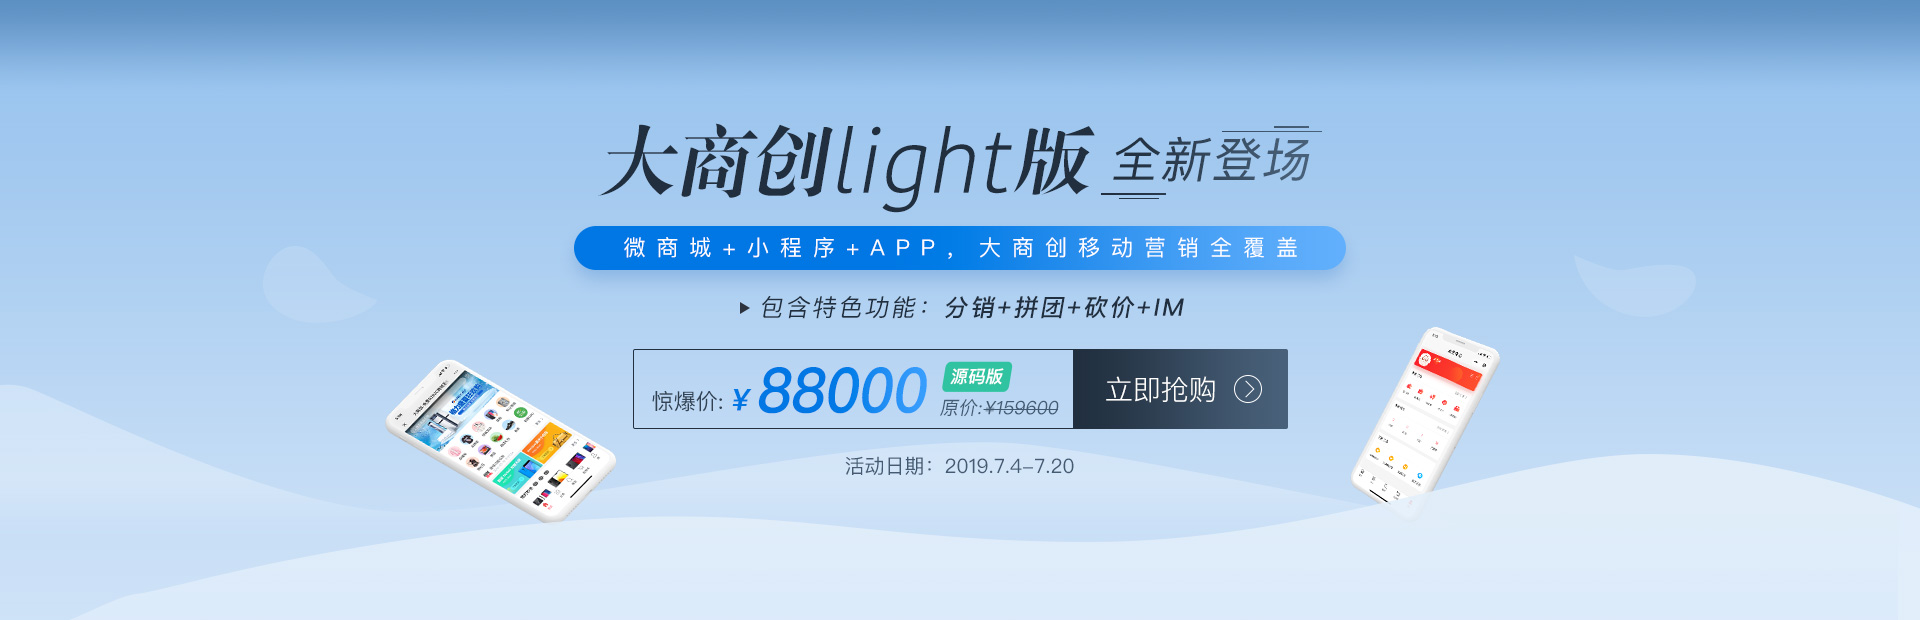 大商创light版 全新登场
微商城+小程序+APP，大商创移动营销全覆盖
包含特色功能：分销+拼团+砍价+IM
惊爆价: ¥88000 源码版 原价:¥159600 立即抢购
活动日期：2019.7.4-7.20